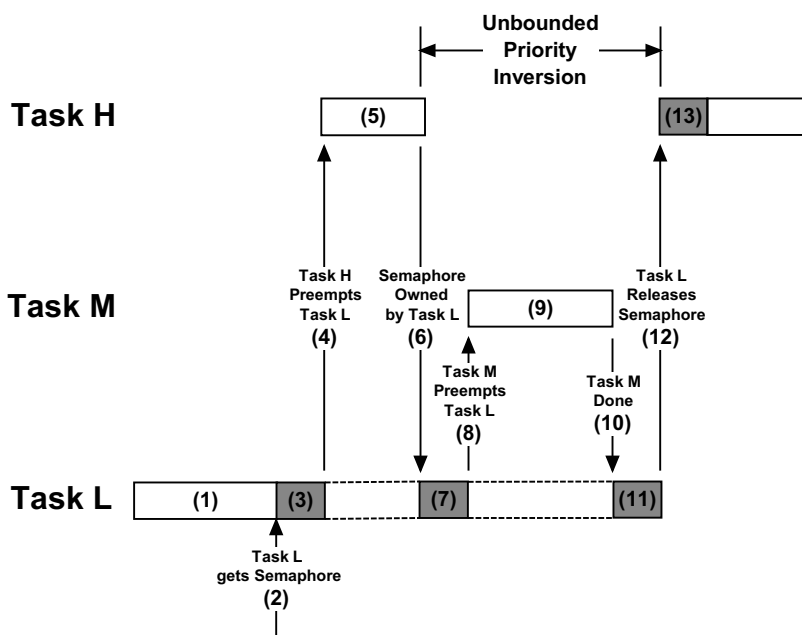 Unbounded
Priority
Inversion
Task H
(5)
(13)
Task H
Preempts
Task L
(4)
Semaphore
Owned
by Task L
(6)
Task L
Releases
Semaphore
(12)
Task M
(9)
Task M
Preempts
Task L
(8)
Task M
Done
(10)
Task L
(1)
(3)
(7)
(11)
Task L
gets Semaphore
(2)